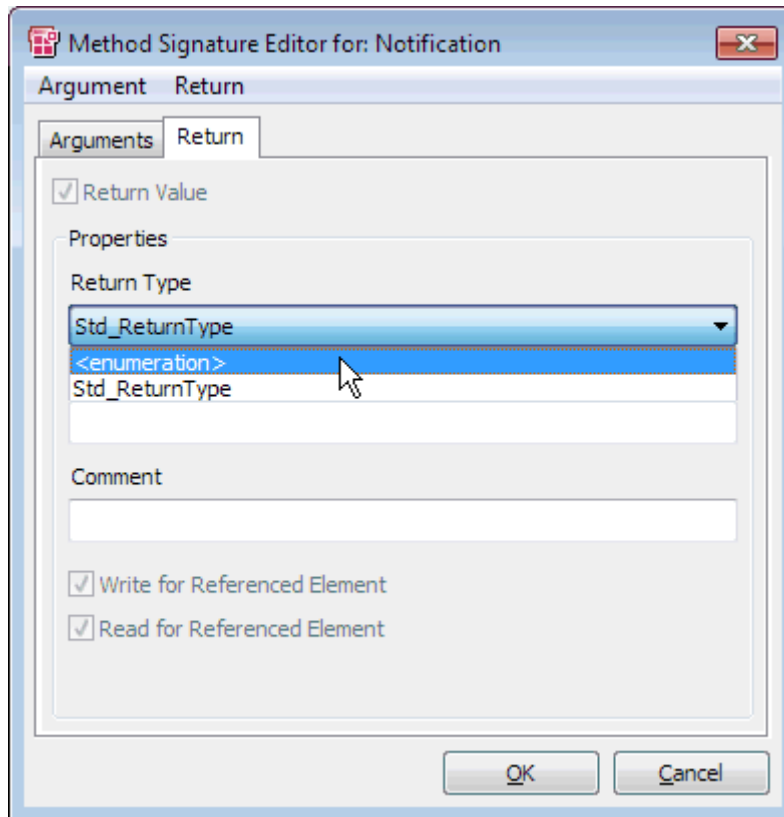 Method Signature Editor for: Notification
Argument Return
Arguments Return
Return Value
Properties
Return Type
Std_ReturnType
<enumeration>
Std_ReturnType
Comment
Write for Referenced Element
Read for Referenced Element
OK Cancel